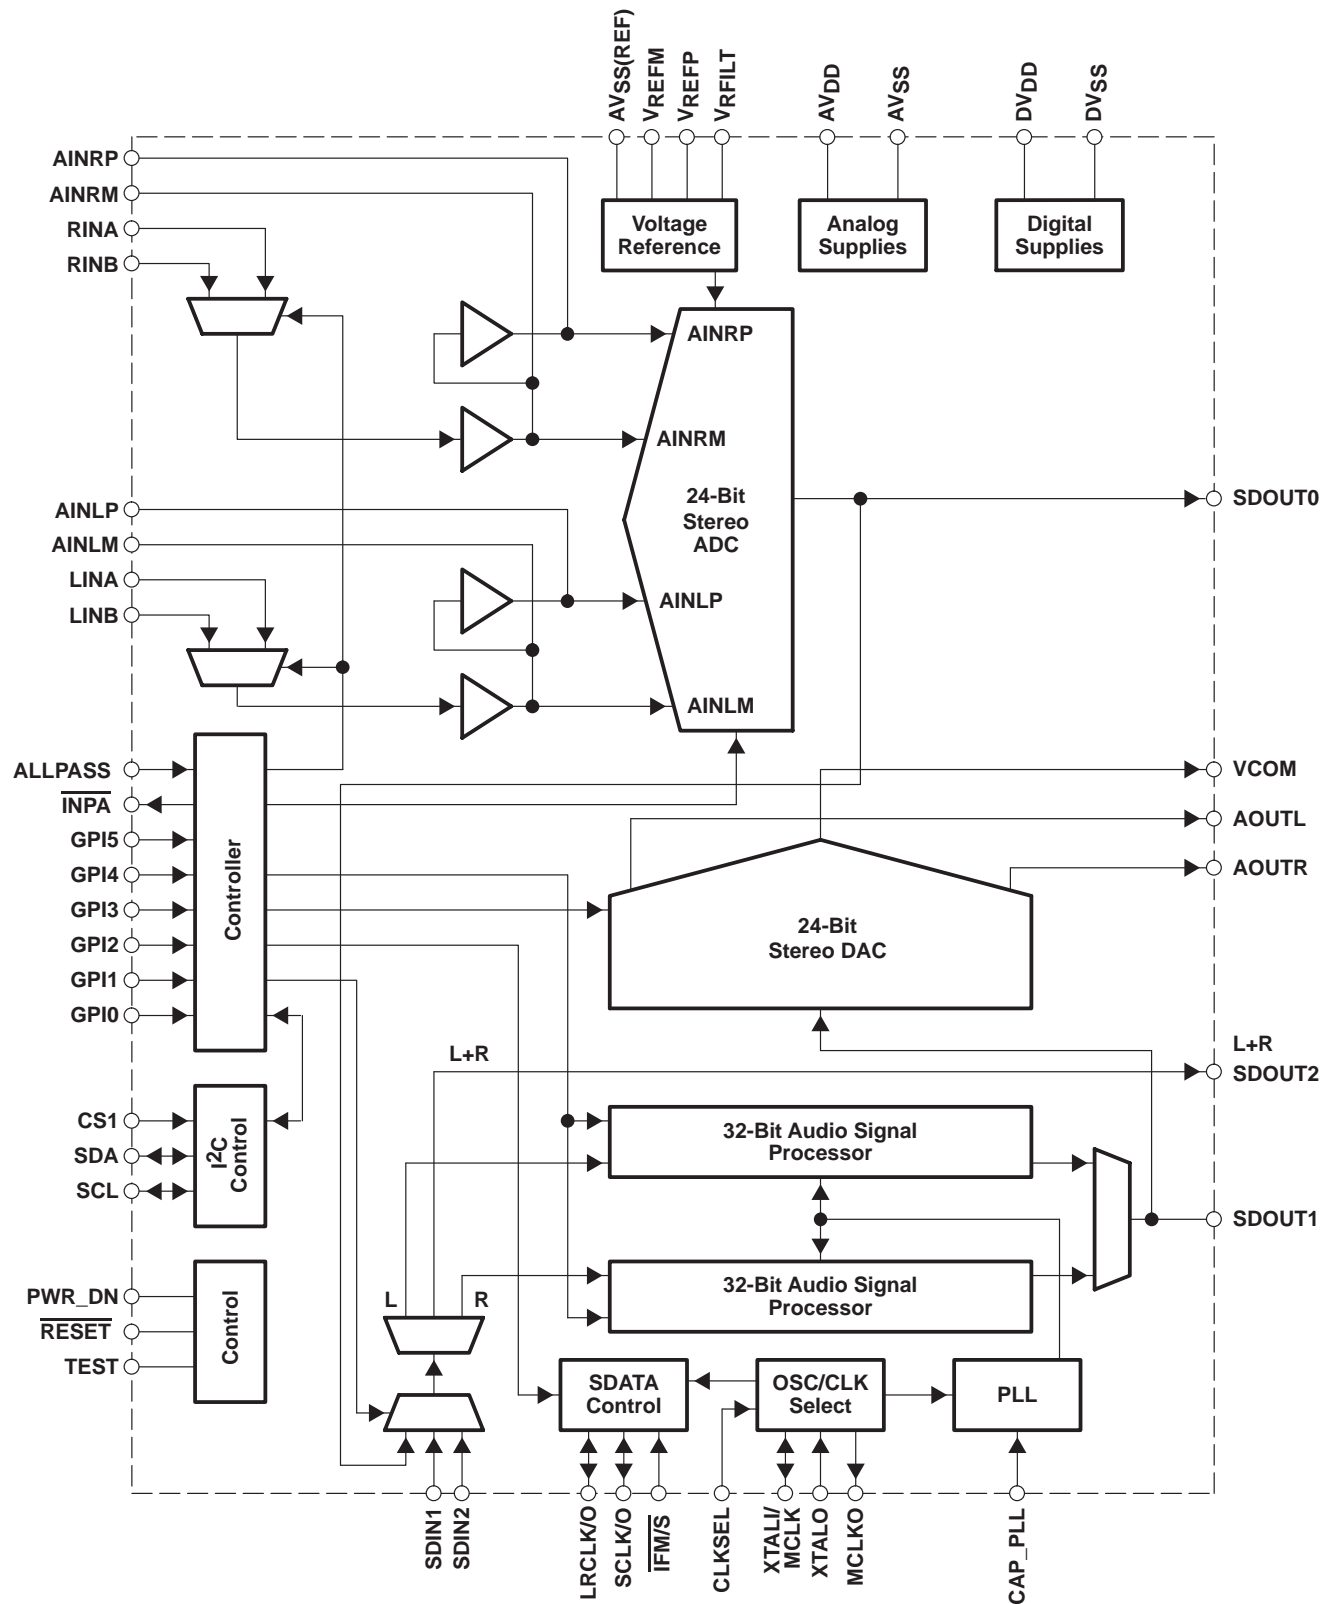 AVSS(REF)
VREFM
VREFP
VRFILT
AVDD
AVSS
DVDD
DVSS
AINRP
AINRM
RINA
RINB
Voltage
Reference
Analog
Supplies
Digital
Supplies
AINRP
AINRM
24-Bit
Stereo
ADC
SDOUT0
AINLP
AINLM
LINA
LINB
AINLP
AINLM
ALLPASS
INPA
GPI5
GPI4
GPI3
GPI2
GPI1
GPI0
Controller
VCOM
AOUTL
AOUTR
24-Bit
Stereo DAC
L+R
L+R
SDOUT2
CS1
SDA
SCL
I2C
Control
32-Bit Audio Signal
Processor
SDOUT1
32-Bit Audio Signal
Processor
PWR_DN
RESET
TEST
Control
L
R
SDATA
Control
OSC/CLK
Select
PLL
SDIN1
SDIN2
LRCLK/O
SCLK/O
IFM/S
CLKSEL
XTALI/
MCLK
XTALO
MCLKO
CAP_PLL